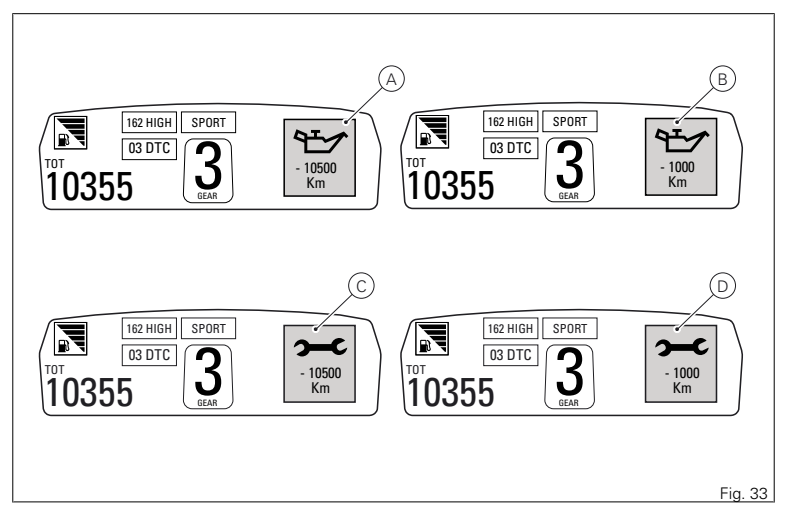 A
162 HIGH SPORT
03 DTC
TOT
10355
3
GEAR
- 10500
Km
B
162 HIGH SPORT
03 DTC
TOT
10355
3
GEAR
- 1000
Km
C
162 HIGH SPORT
03 DTC
TOT
10355
3
GEAR
- 10500
Km
D
162 HIGH SPORT
03 DTC
TOT
10355
3
GEAR
- 1000
Km
Fig. 33